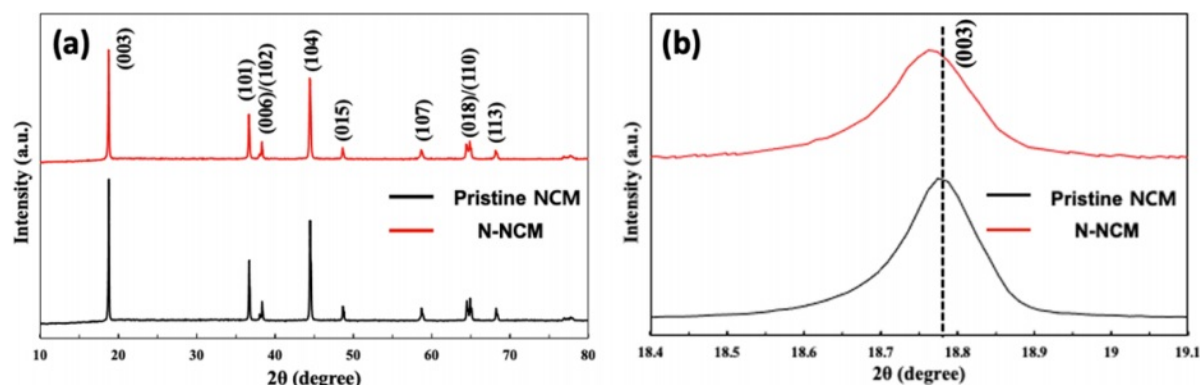 (a)
(003)
(101)
(006)/(102)
(104)
(015)
(107)
(018)/(110)
(113)
Intensity (a.u.)
Pristine NCM
N-NCM
10 20 30 40 50 60 70 80
2θ (degree)
(b)
(003)
Intensity (a.u.)
Pristine NCM
N-NCM
18.4 18.5 18.6 18.7 18.8 18.9 19 19.1
2θ (degree)